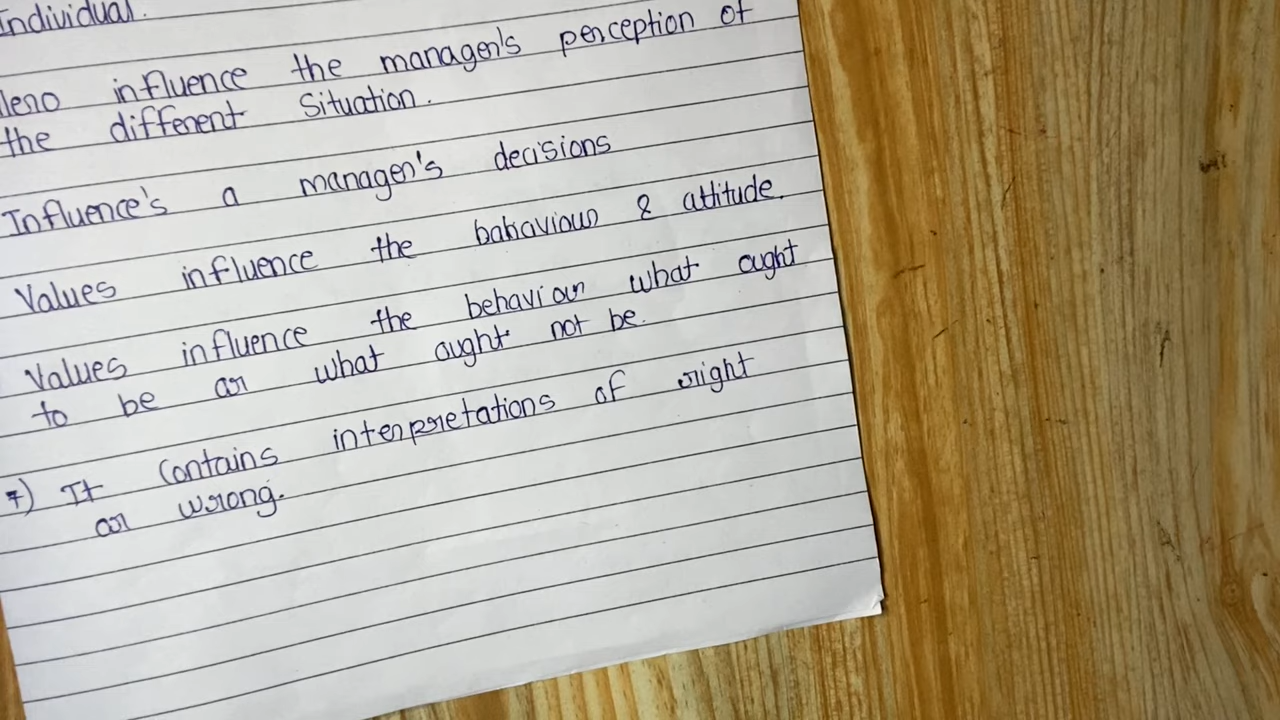 Individual.
influence the manager's perception of
the different situation.
Influence's a manager's decisions
Values influence the bahaviour & attitude.
Values influence the behaviour what ought
to be or what ought not be.
7) It contains interpretations of right
or wrong.